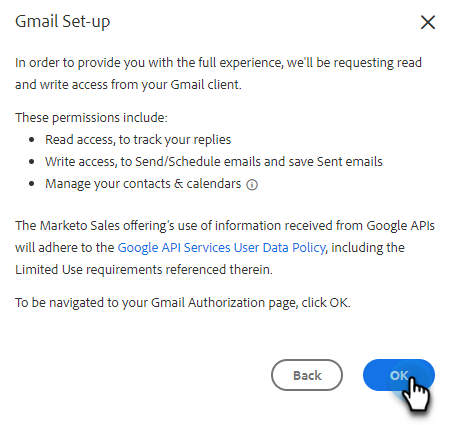 Gmail Set-up
In order to provide you with the full experience, we'll be requesting read
and write access from your Gmail client.
These permissions include:
• Read access, to track your replies
• Write access, to Send/Schedule emails and save Sent emails
• Manage your contacts & calendars
The Marketo Sales offering's use of information received from Google APIs
will adhere to the Google API Services User Data Policy, including the
Limited Use requirements referenced therein.
To be navigated to your Gmail Authorization page, click OK.
Back OK